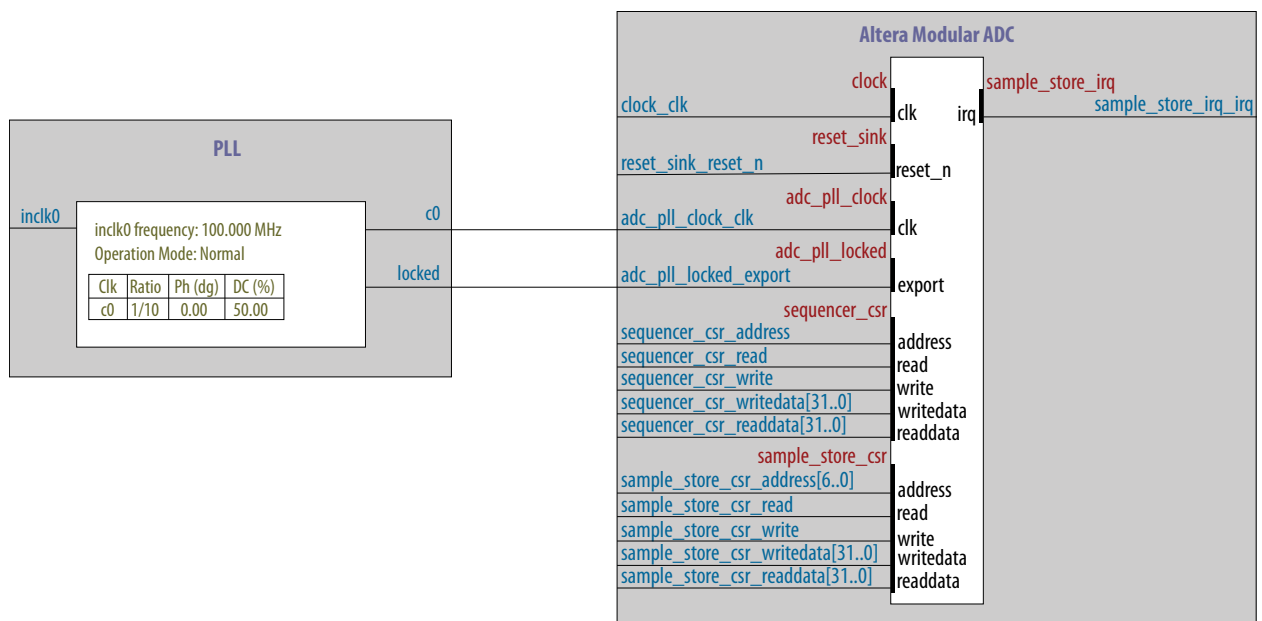 PLL
inclk0
c0
locked
inclk0 frequency: 100.000 MHz
Operation Mode: Normal
Clk Ratio Ph (dg) DC (%)
c0 1/10 0.00 50.00
Altera Modular ADC
clock
clock_clk
clk
irq
sample_store_irq
sample_store_irq_irq
reset_sink
reset_sink_reset_n
reset_n
adc_pll_clock
adc_pll_clock_clk
clk
adc_pll_locked
adc_pll_locked_export
export
sequencer_csr
sequencer_csr_address
address
sequencer_csr_read
read
sequencer_csr_write
write
sequencer_csr_writedata[31..0]
writedata
sequencer_csr_readdata[31..0]
readdata
sample_store_csr
sample_store_csr_address[6..0]
address
sample_store_csr_read
read
sample_store_csr_write
write
sample_store_csr_writedata[31..0]
writedata
sample_store_csr_readdata[31..0]
readdata